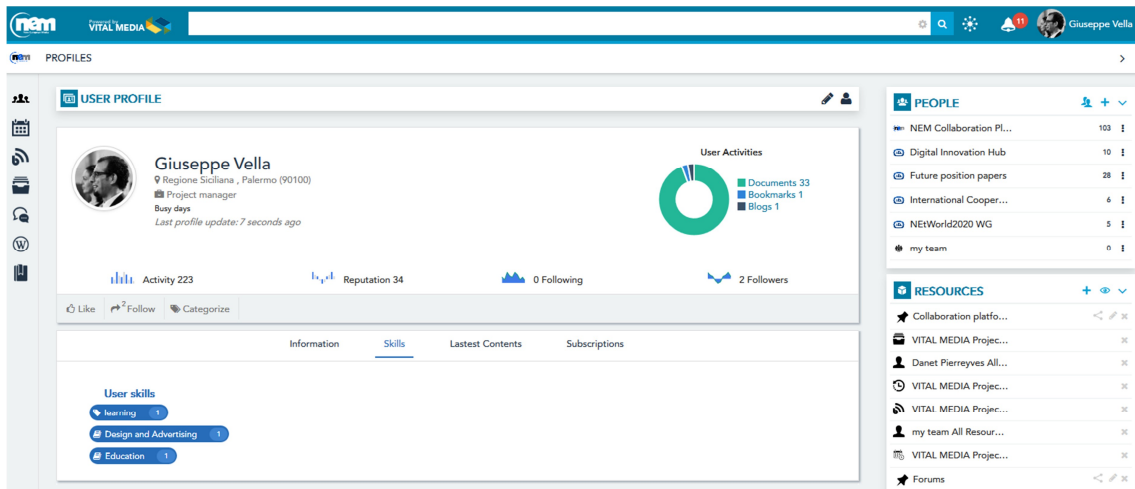 nem Powered by VITAL MEDIA 11 Giuseppe Vella
nem PROFILES
USER PROFILE
Giuseppe Vella
Regione Siciliana , Palermo (90100)
Project manager
Busy days
Last profile update: 7 seconds ago
User Activities
Documents 33
Bookmarks 1
Blogs 1
Activity 223 Reputation 34 0 Following 2 Followers
Like 2 Follow Categorize
Information Skills Lastest Contents Subscriptions
User skills
learning 1
Design and Advertising 1
Education 1
PEOPLE
NEM Collaboration Pl... 103
Digital Innovation Hub 10
Future position papers 28
International Cooper... 6
NEtWorld2020 WG 5
my team 0
RESOURCES
Collaboration platfo...
VITAL MEDIA Projec...
Danet Pierreyves All...
VITAL MEDIA Projec...
VITAL MEDIA Projec...
my team All Resour...
VITAL MEDIA Projec...
Forums